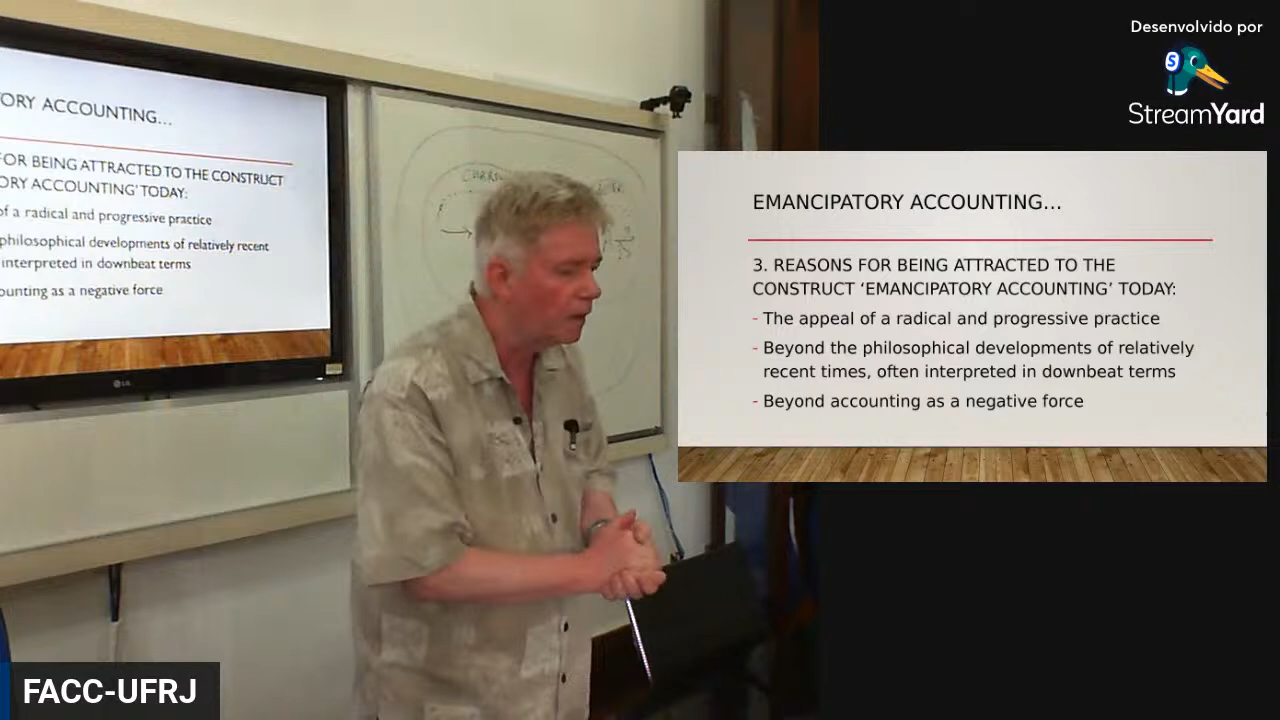 Desenvolvido por
StreamYard
ORY ACCOUNTING...
FOR BEING ATTRACTED TO THE CONSTRUCT
ORY ACCOUNTING' TODAY:
of a radical and progressive practice
philosophical developments of relatively recent
interpreted in downbeat terms
ounting as a negative force
LG
EMANCIPATORY ACCOUNTING...
3. REASONS FOR BEING ATTRACTED TO THE
CONSTRUCT ‘EMANCIPATORY ACCOUNTING’ TODAY:
- The appeal of a radical and progressive practice
- Beyond the philosophical developments of relatively
recent times, often interpreted in downbeat terms
- Beyond accounting as a negative force
FACC-UFRJ